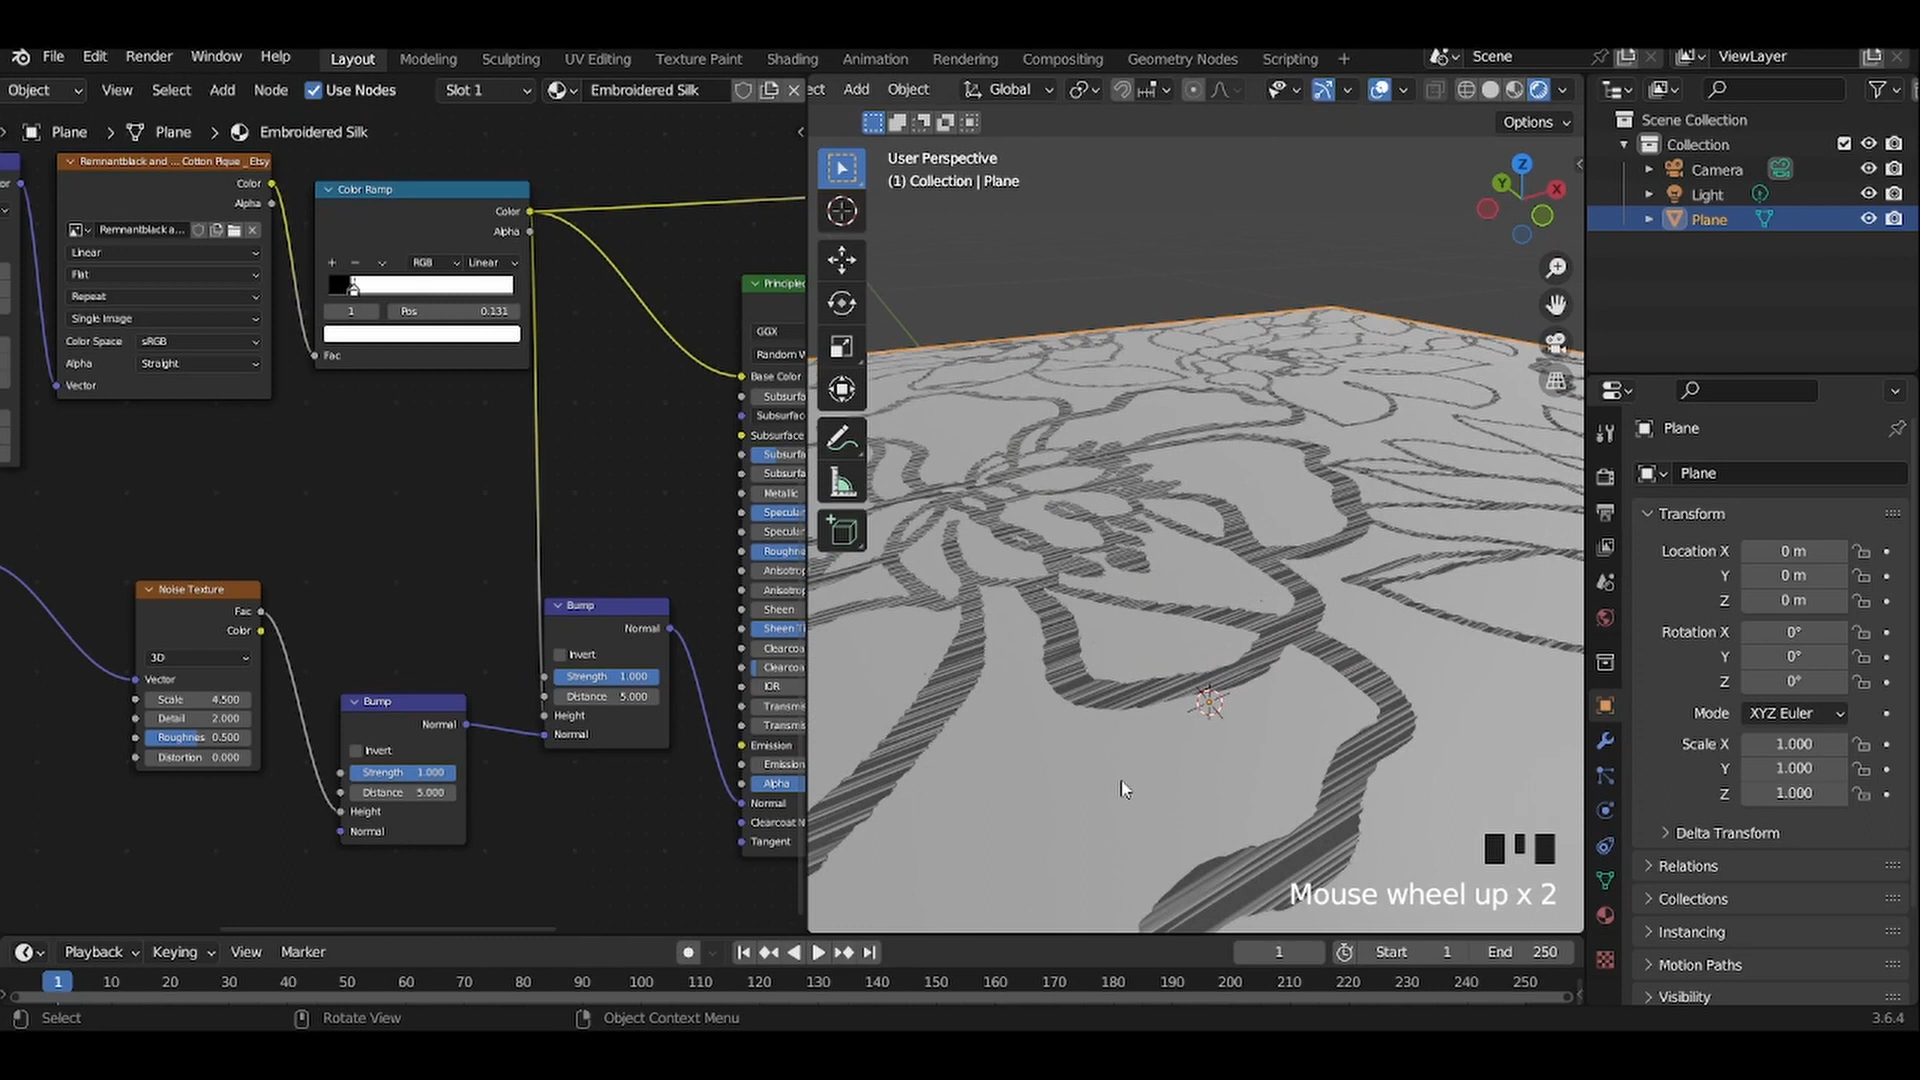 File Edit Render Window Help Layout Modeling Sculpting UV Editing Texture Paint Shading Animation Rendering Compositing Geometry Nodes Scripting + Scene ViewLayer
Object View Select Add Node Use Nodes Slot 1 Embroidered Silk
Add Object Global
Plane > Plane > Embroidered Silk
Options
User Perspective
(1) Collection | Plane
Remnantblack and ... Cotton Pique _ Etsy
Color
Alpha
Remnantblack a...
Linear
Flat
Repeat
Single Image
Color Space sRGB
Alpha Straight
Vector
Color Ramp
Color
Alpha
+ − RGB Linear
1 Pos 0.131
Fac
GGX
Base Color
Metallic
Sheen
IOR
Emission
Alpha
Normal
Tangent
Noise Texture
Fac
Color
3D
Vector
Scale 4.500
Detail 2.000
Roughness 0.500
Distortion 0.000
Bump
Normal
Invert
Strength 1.000
Distance 5.000
Height
Normal
Bump
Normal
Invert
Strength 1.000
Distance 5.000
Height
Normal
Z
Y
X
Mouse wheel up x 2
Scene Collection
Collection
Camera
Light
Plane
Plane
Plane
Transform
Location X 0 m
Y 0 m
Z 0 m
Rotation X 0°
Y 0°
Z 0°
Mode XYZ Euler
Scale X 1.000
Y 1.000
Z 1.000
Delta Transform
Relations
Collections
Instancing
Motion Paths
Visibility
Playback Keying View Marker 1 Start 1 End 250
1 10 20 30 40 50 60 70 80 90 100 110 120 130 140 150 160 170 180 190 200 210 220 230 240 250
Select Rotate View Object Context Menu 3.6.4